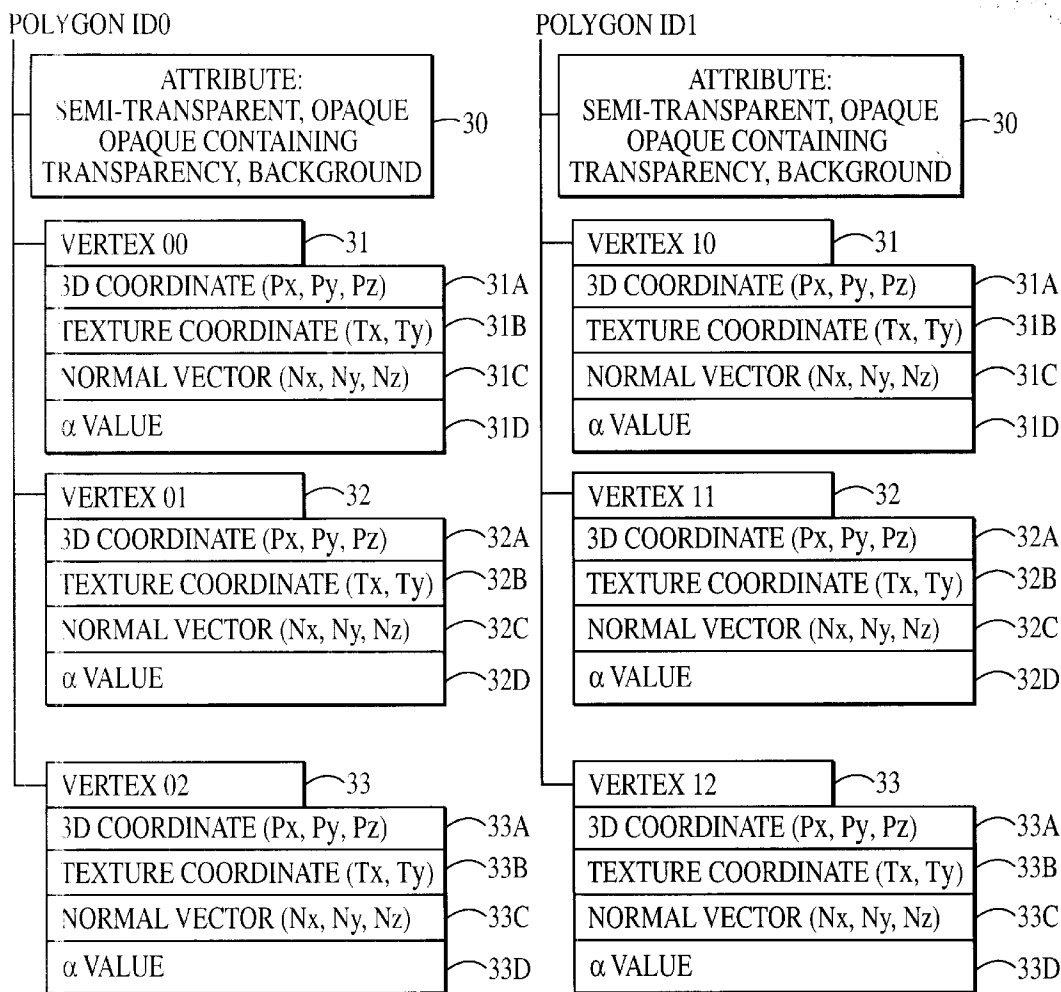 POLYGON ID0
ATTRIBUTE:
SEMI-TRANSPARENT, OPAQUE
OPAQUE CONTAINING
TRANSPARENCY, BACKGROUND
30
VERTEX 00
31
3D COORDINATE (Px, Py, Pz)
31A
TEXTURE COORDINATE (Tx, Ty)
31B
NORMAL VECTOR (Nx, Ny, Nz)
31C
α VALUE
31D
VERTEX 01
32
3D COORDINATE (Px, Py, Pz)
32A
TEXTURE COORDINATE (Tx, Ty)
32B
NORMAL VECTOR (Nx, Ny, Nz)
32C
α VALUE
32D
VERTEX 02
33
3D COORDINATE (Px, Py, Pz)
33A
TEXTURE COORDINATE (Tx, Ty)
33B
NORMAL VECTOR (Nx, Ny, Nz)
33C
α VALUE
33D
POLYGON ID1
ATTRIBUTE:
SEMI-TRANSPARENT, OPAQUE
OPAQUE CONTAINING
TRANSPARENCY, BACKGROUND
30
VERTEX 10
31
3D COORDINATE (Px, Py, Pz)
31A
TEXTURE COORDINATE (Tx, Ty)
31B
NORMAL VECTOR (Nx, Ny, Nz)
31C
α VALUE
31D
VERTEX 11
32
3D COORDINATE (Px, Py, Pz)
32A
TEXTURE COORDINATE (Tx, Ty)
32B
NORMAL VECTOR (Nx, Ny, Nz)
32C
α VALUE
32D
VERTEX 12
33
3D COORDINATE (Px, Py, Pz)
33A
TEXTURE COORDINATE (Tx, Ty)
33B
NORMAL VECTOR (Nx, Ny, Nz)
33C
α VALUE
33D